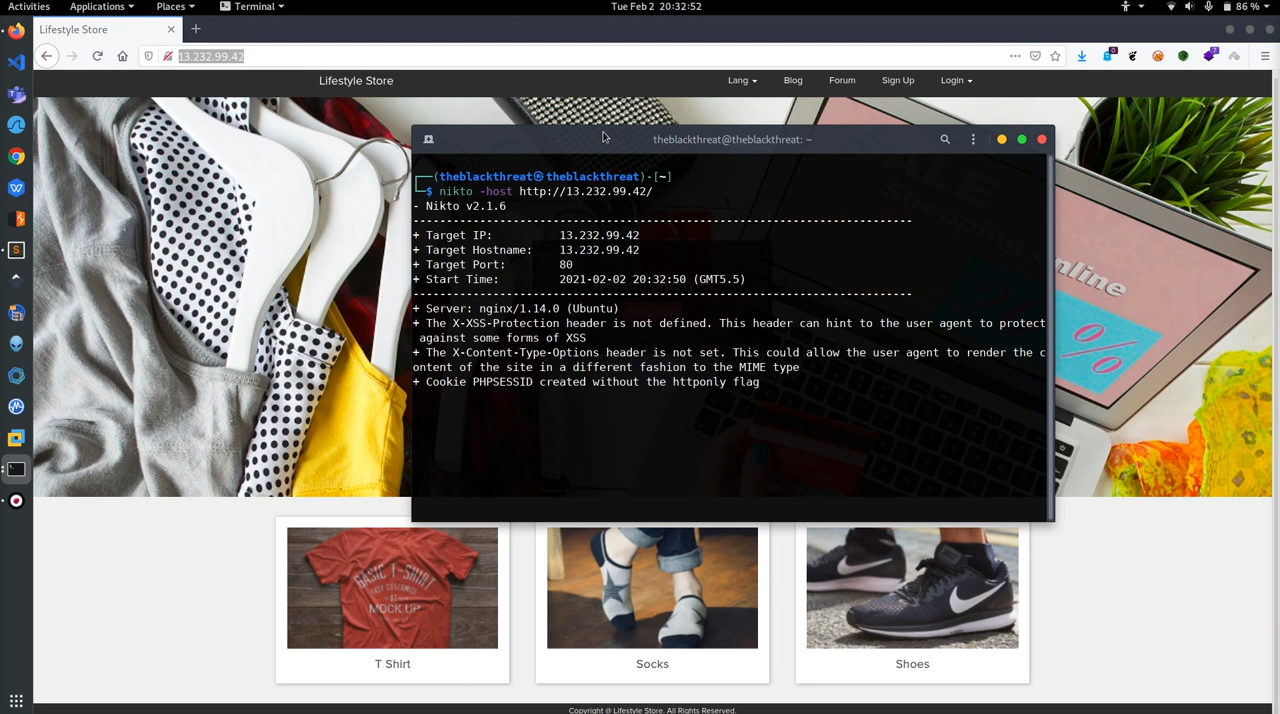 Activities Applications Places Terminal Tue Feb 2 20:32:52 86 %
Lifestyle Store
13.232.99.42
Lifestyle Store Lang Blog Forum Sign Up Login
theblackthreat@theblackthreat: ~
┌──(theblackthreat㉿theblackthreat)-[~]
└─$ nikto -host http://13.232.99.42/
- Nikto v2.1.6
---------------------------------------------------------------------------
+ Target IP: 13.232.99.42
+ Target Hostname: 13.232.99.42
+ Target Port: 80
+ Start Time: 2021-02-02 20:32:50 (GMT5.5)
---------------------------------------------------------------------------
+ Server: nginx/1.14.0 (Ubuntu)
+ The X-XSS-Protection header is not defined. This header can hint to the user agent to protect
against some forms of XSS
+ The X-Content-Type-Options header is not set. This could allow the user agent to render the c
ontent of the site in a different fashion to the MIME type
+ Cookie PHPSESSID created without the httponly flag
online
%
BASIC T-SHIRT
EASY CUSTOMIZE
MOCK UP
T Shirt
Socks
Shoes
Copyright @ Lifestyle Store. All Rights Reserved.